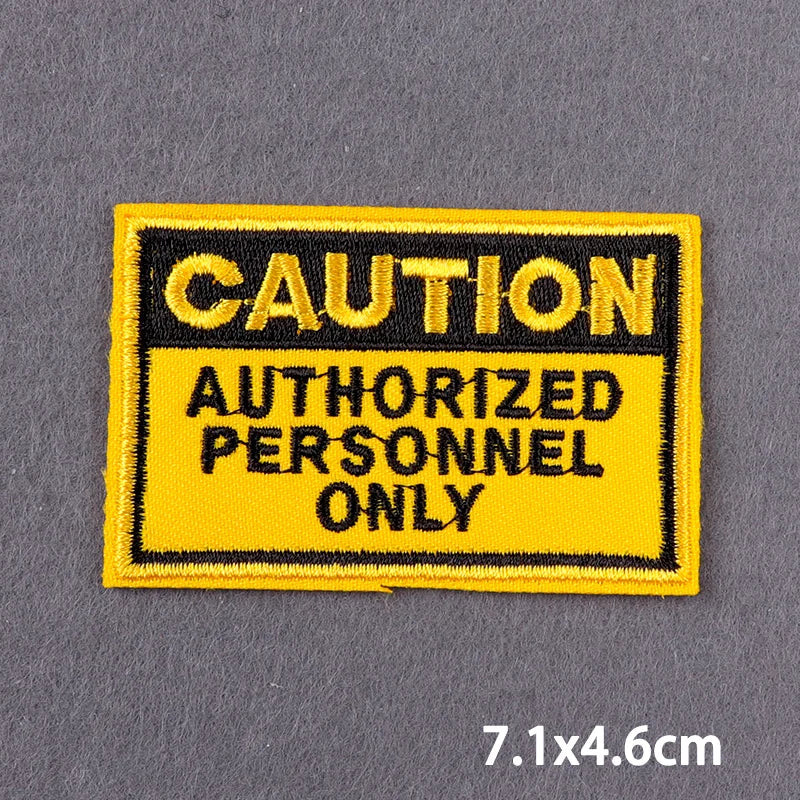 CAUTION
AUTHORIZED
PERSONNEL
ONLY
7.1x4.6cm